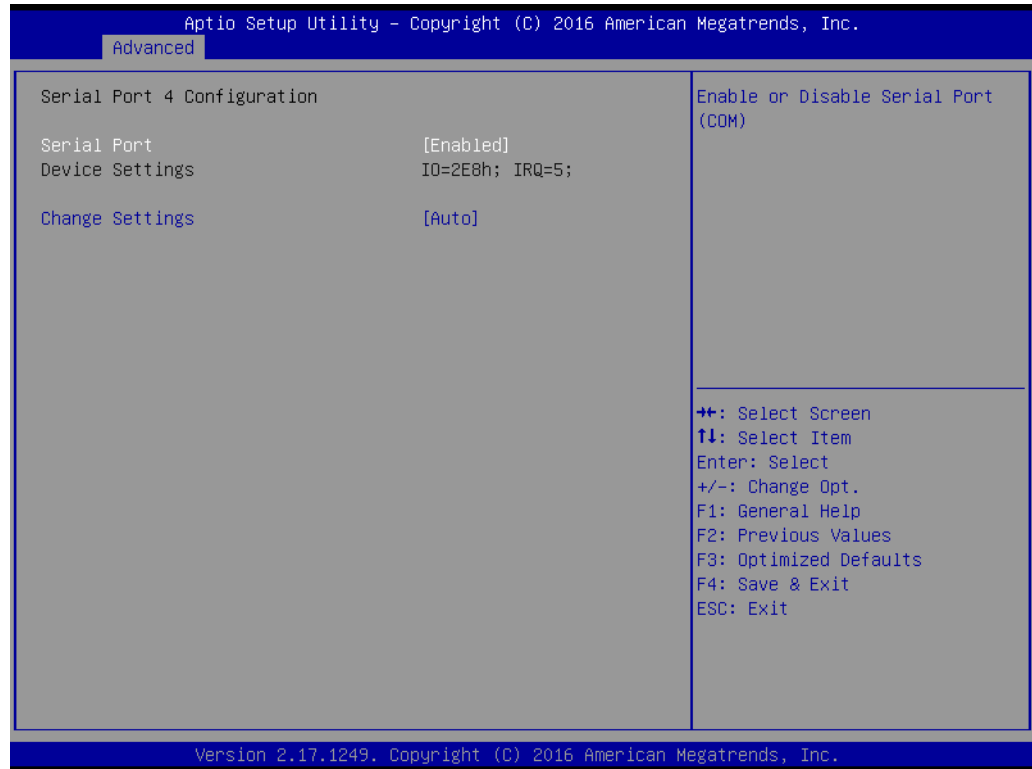 Aptio Setup Utility – Copyright (C) 2016 American Megatrends, Inc.
Advanced
Serial Port 4 Configuration
Serial Port [Enabled]
Device Settings IO=2E8h; IRQ=5;
Change Settings [Auto]
Enable or Disable Serial Port
(COM)
→←: Select Screen
↑↓: Select Item
Enter: Select
+/-: Change Opt.
F1: General Help
F2: Previous Values
F3: Optimized Defaults
F4: Save & Exit
ESC: Exit
Version 2.17.1249. Copyright (C) 2016 American Megatrends, Inc.